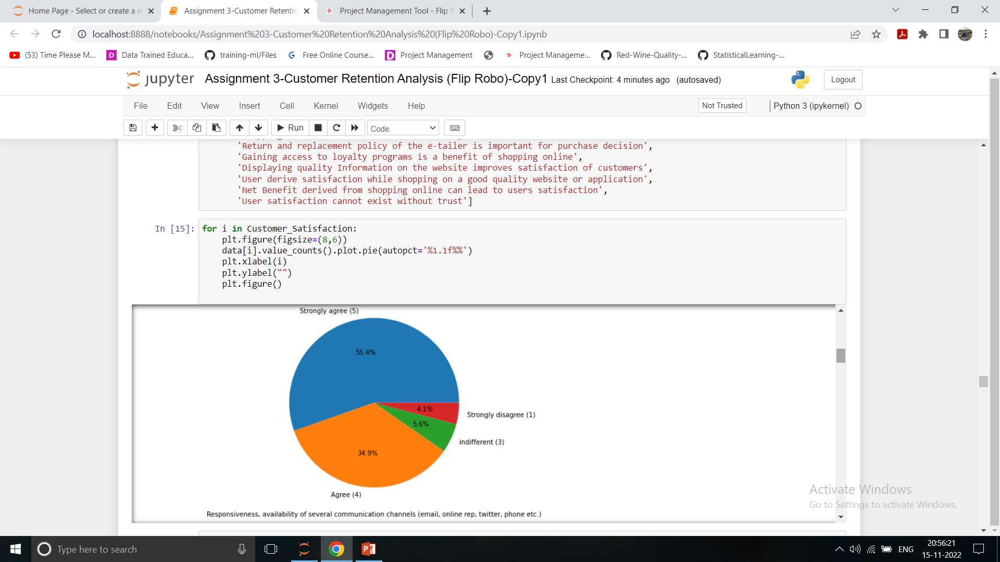 Home Page - Select or create a n
Assignment 3-Customer Retentio
Project Management Tool - Flip R
localhost:8888/notebooks/Assignment%203-Customer%20Retention%20Analysis%20(Flip%20Robo)-Copy1.ipynb
(53) Time Please M...
Data Trained Educa...
training-ml/Files
Free Online Course...
Project Management
Project Manageme...
Red-Wine-Quality-...
StatisticalLearning-...
jupyter Assignment 3-Customer Retention Analysis (Flip Robo)-Copy1 Last Checkpoint: 4 minutes ago (autosaved)
Logout
File Edit View Insert Cell Kernel Widgets Help
Not Trusted
Python 3 (ipykernel)
Run
Code
'Return and replacement policy of the e-tailer is important for purchase decision',
'Gaining access to loyalty programs is a benefit of shopping online',
'Displaying quality Information on the website improves satisfaction of customers',
'User derive satisfaction while shopping on a good quality website or application',
'Net Benefit derived from shopping online can lead to users satisfaction',
'User satisfaction cannot exist without trust']
In [15]:
for i in Customer_Satisfaction:
    plt.figure(figsize=(8,6))
    data[i].value_counts().plot.pie(autopct='%1.1f%%')
    plt.xlabel(i)
    plt.ylabel("")
    plt.figure()
Strongly agree (5)
55.4%
4.1%
Strongly disagree (1)
5.6%
indifferent (3)
34.9%
Agree (4)
Responsiveness, availability of several communication channels (email, online rep, twitter, phone etc.)
Activate Windows
Go to Settings to activate Windows.
Type here to search
ENG
20:56:21
15-11-2022